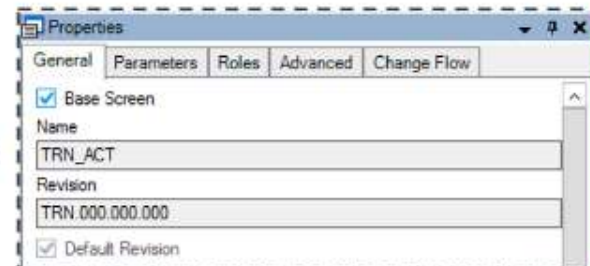 Properties
General Parameters Roles Advanced Change Flow
Base Screen
Name
TRN_ACT
Revision
TRN.000.000.000
Default Revision